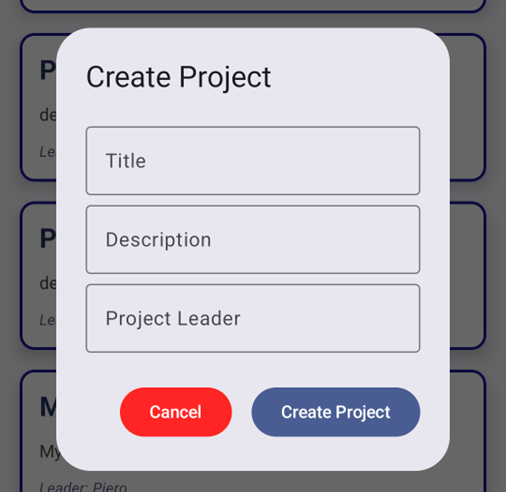 Create Project
P
de
Title
Le
P
Description
de
Project Leader
Le
M
Cancel
Create Project
My
Leader: Piero